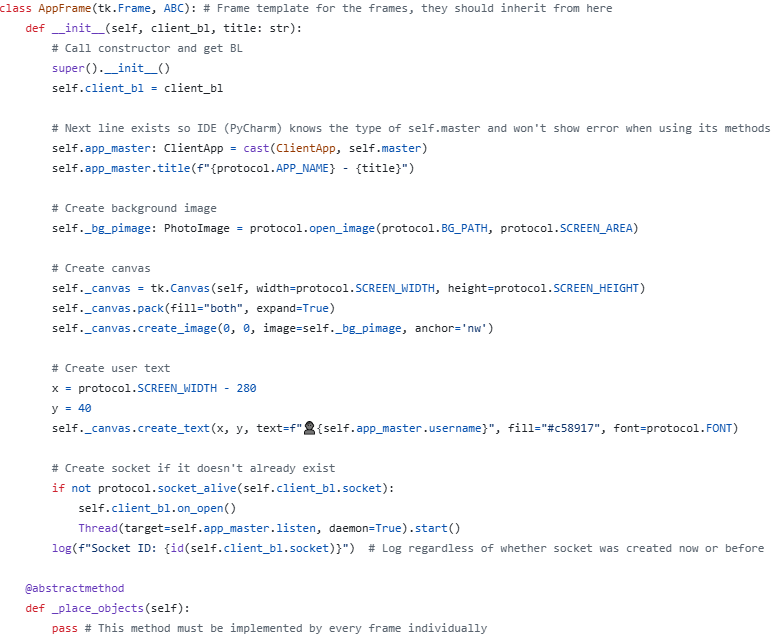 class AppFrame(tk.Frame, ABC): # Frame template for the frames, they should inherit from here
    def __init__(self, client_bl, title: str):
        # Call constructor and get BL
        super().__init__()
        self.client_bl = client_bl

        # Next line exists so IDE (PyCharm) knows the type of self.master and won't show error when using its methods
        self.app_master: ClientApp = cast(ClientApp, self.master)
        self.app_master.title(f"{protocol.APP_NAME} - {title}")

        # Create background image
        self._bg_pimage: PhotoImage = protocol.open_image(protocol.BG_PATH, protocol.SCREEN_AREA)

        # Create canvas
        self._canvas = tk.Canvas(self, width=protocol.SCREEN_WIDTH, height=protocol.SCREEN_HEIGHT)
        self._canvas.pack(fill="both", expand=True)
        self._canvas.create_image(0, 0, image=self._bg_pimage, anchor='nw')

        # Create user text
        x = protocol.SCREEN_WIDTH - 280
        y = 40
        self._canvas.create_text(x, y, text=f"👤{self.app_master.username}", fill="#c58917", font=protocol.FONT)

        # Create socket if it doesn't already exist
        if not protocol.socket_alive(self.client_bl.socket):
            self.client_bl.on_open()
            Thread(target=self.app_master.listen, daemon=True).start()
        log(f"Socket ID: {id(self.client_bl.socket)}")  # Log regardless of whether socket was created now or before

    @abstractmethod
    def _place_objects(self):
        pass # This method must be implemented by every frame individually